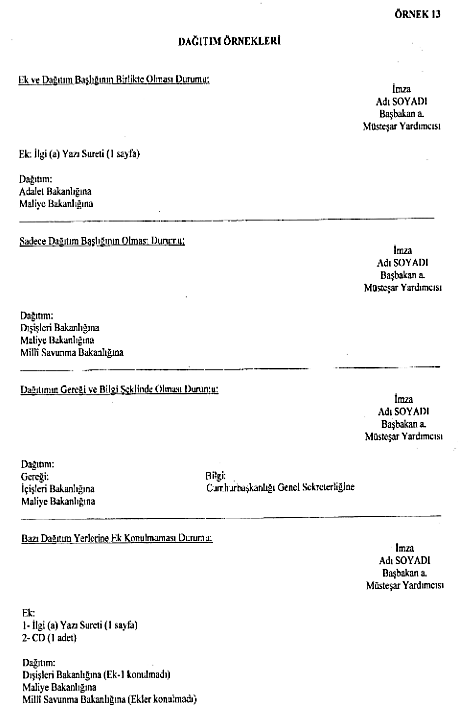 ÖRNEK 13
DAĞITIM ÖRNEKLERİ
Ek ve Dağıtım Başlığının Birlikte Olması Durumu:
İmza
Adı SOYADI
Başbakan a.
Müsteşar Yardımcısı
Ek: İlgi (a) Yazı Sureti (1 sayfa)
Dağıtım:
Adalet Bakanlığına
Maliye Bakanlığına
Sadece Dağıtım Başlığının Olması Durumu:
İmza
Adı SOYADI
Başbakan a.
Müsteşar Yardımcısı
Dağıtım:
Dışişleri Bakanlığına
Maliye Bakanlığına
Milli Savunma Bakanlığına
Dağıtımın Gereği ve Bilgi Şeklinde Olması Durumu:
İmza
Adı SOYADI
Başbakan a.
Müsteşar Yardımcısı
Dağıtım:
Gereği:
İçişleri Bakanlığına
Maliye Bakanlığına
Bilgi:
Cumhurbaşkanlığı Genel Sekreterliğine
Bazı Dağıtım Yerlerine Ek Konulmaması Durumu:
İmza
Adı SOYADI
Başbakan a.
Müsteşar Yardımcısı
Ek:
1- İlgi (a) Yazı Sureti (1 sayfa)
2- CD (1 adet)
Dağıtım:
Dışişleri Bakanlığına (Ek-1 konulmadı)
Maliye Bakanlığına
Milli Savunma Bakanlığına (Ekler konulmadı)